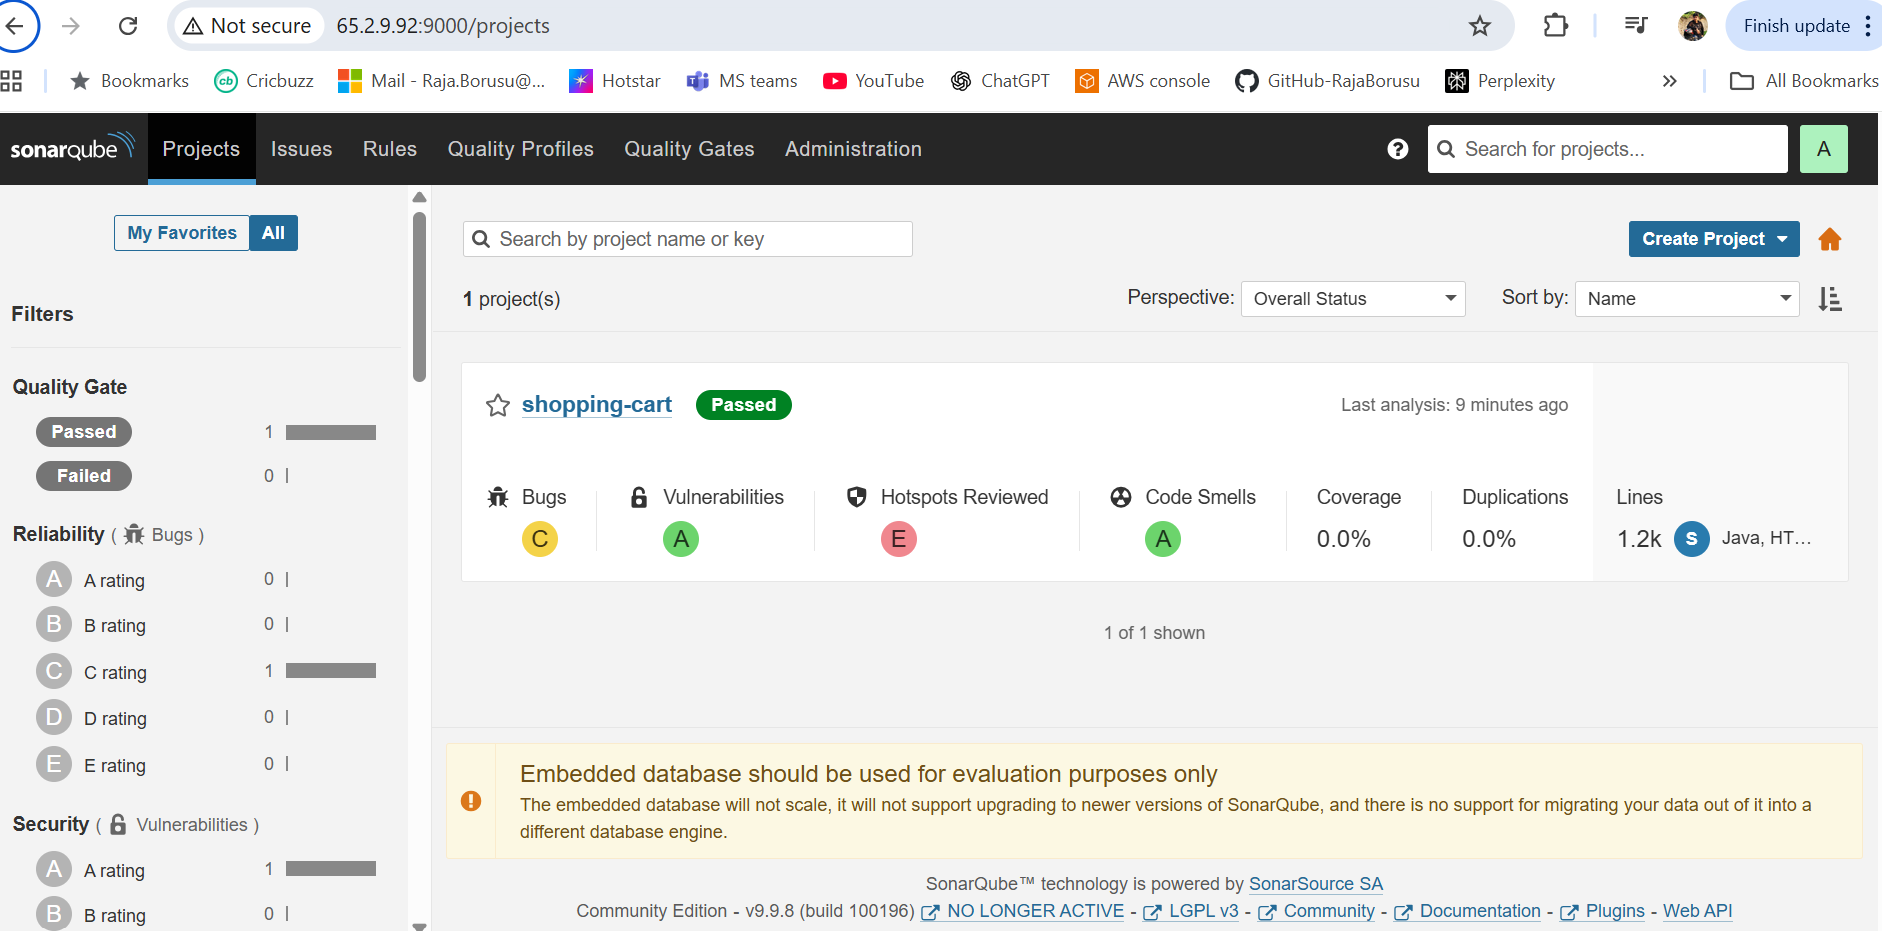 Not secure 65.2.9.92:9000/projects Finish update
Bookmarks Cricbuzz Mail - Raja.Borusu@... Hotstar MS teams YouTube ChatGPT AWS console GitHub-RajaBorusu Perplexity » All Bookmarks
sonarqube Projects Issues Rules Quality Profiles Quality Gates Administration ? Search for projects... A
My Favorites All
Search by project name or key
Create Project
1 project(s)
Perspective: Overall Status Sort by: Name
Filters
Quality Gate
Passed 1
Failed 0
Reliability ( Bugs )
A A rating 0
B B rating 0
C C rating 1
D D rating 0
E E rating 0
Security ( Vulnerabilities )
A A rating 1
B B rating 0
shopping-cart Passed Last analysis: 9 minutes ago
Bugs Vulnerabilities Hotspots Reviewed Code Smells Coverage Duplications Lines
C A E A 0.0% 0.0% 1.2k S Java, HT...
1 of 1 shown
Embedded database should be used for evaluation purposes only
The embedded database will not scale, it will not support upgrading to newer versions of SonarQube, and there is no support for migrating your data out of it into a
different database engine.
SonarQube™ technology is powered by SonarSource SA
Community Edition - v9.9.8 (build 100196) NO LONGER ACTIVE - LGPL v3 - Community - Documentation - Plugins - Web API